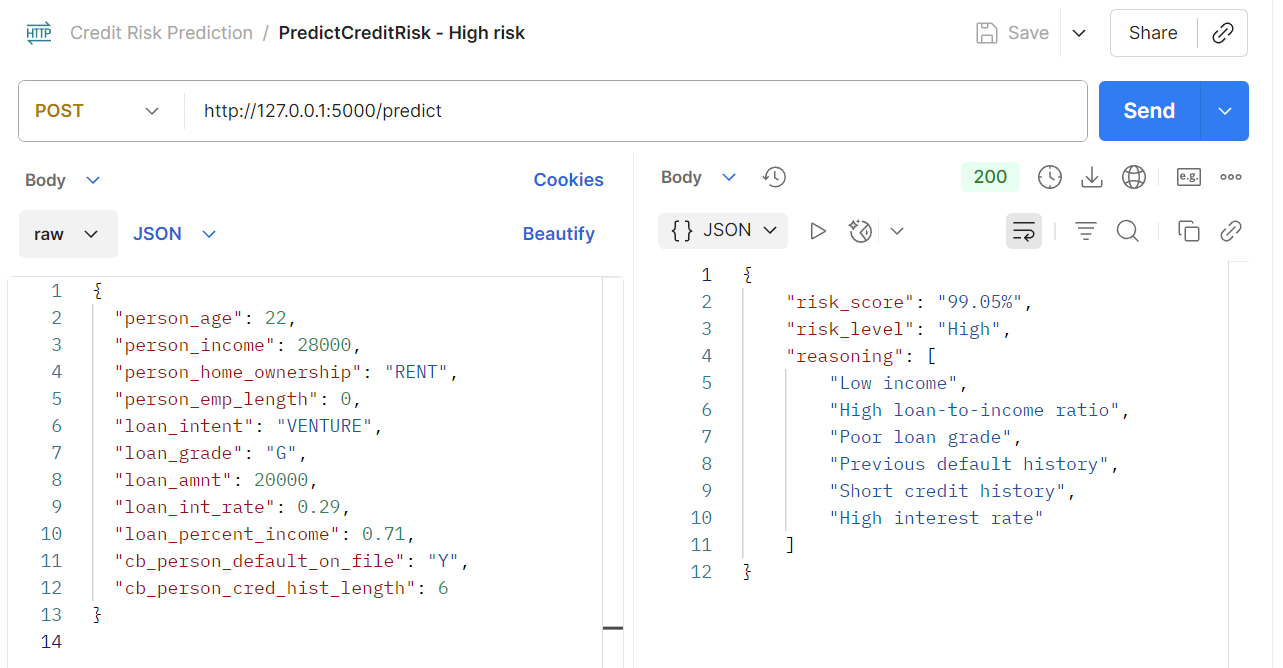 HTTP Credit Risk Prediction / PredictCreditRisk - High risk Save Share
POST http://127.0.0.1:5000/predict Send
Body Cookies
raw JSON Beautify
1 {
2 "person_age": 22,
3 "person_income": 28000,
4 "person_home_ownership": "RENT",
5 "person_emp_length": 0,
6 "loan_intent": "VENTURE",
7 "loan_grade": "G",
8 "loan_amnt": 20000,
9 "loan_int_rate": 0.29,
10 "loan_percent_income": 0.71,
11 "cb_person_default_on_file": "Y",
12 "cb_person_cred_hist_length": 6
13 }
14
Body 200 e.g.
{} JSON
1 {
2 "risk_score": "99.05%",
3 "risk_level": "High",
4 "reasoning": [
5 "Low income",
6 "High loan-to-income ratio",
7 "Poor loan grade",
8 "Previous default history",
9 "Short credit history",
10 "High interest rate"
11 ]
12 }